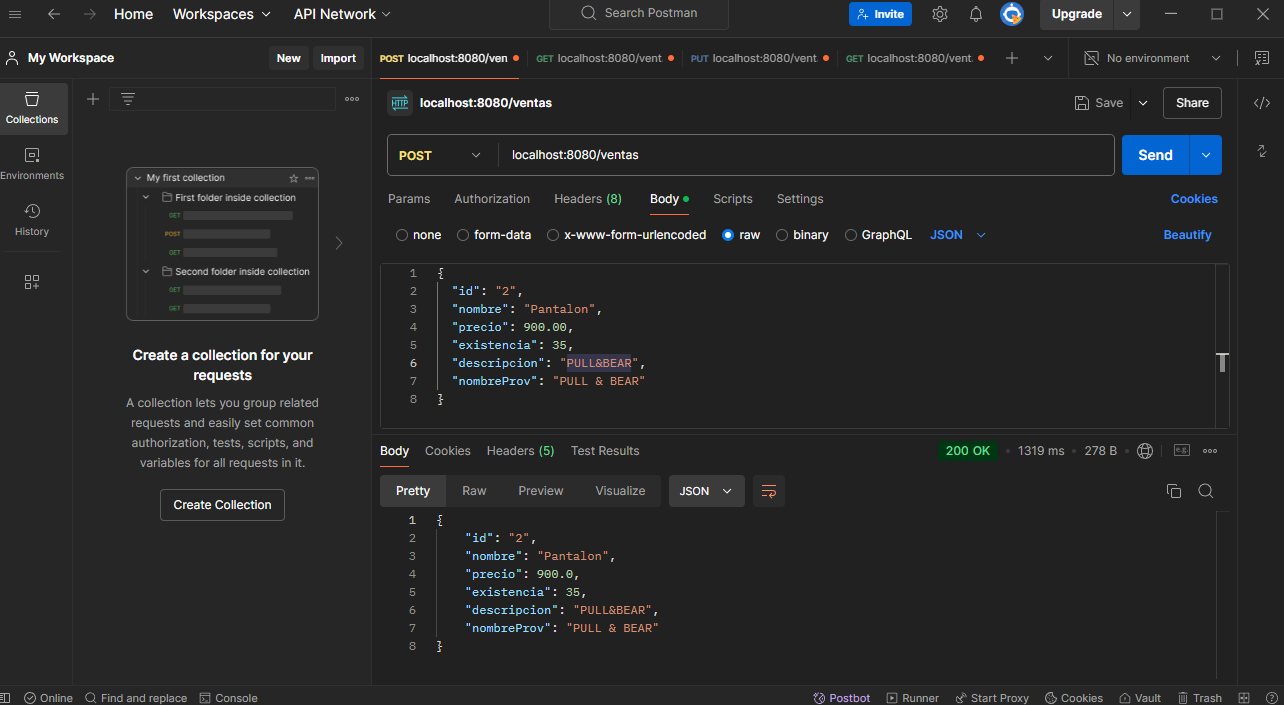 Home Workspaces API Network Search Postman Invite Upgrade
My Workspace New Import
POST localhost:8080/ven GET localhost:8080/vent. PUT localhost:8080/vent. GET localhost:8080/vent. No environment
Collections
Environments
History
My first collection
First folder inside collection
GET
POST
GET
Second folder inside collection
GET
GET
Create a collection for your
requests
A collection lets you group related
requests and easily set common
authorization, tests, scripts, and
variables for all requests in it.
Create Collection
HTTP localhost:8080/ventas Save Share
POST localhost:8080/ventas Send
Params Authorization Headers (8) Body Scripts Settings Cookies
none form-data x-www-form-urlencoded raw binary GraphQL JSON Beautify
1 {
2 "id": "2",
3 "nombre": "Pantalon",
4 "precio": 900.00,
5 "existencia": 35,
6 "descripcion": "PULL&BEAR",
7 "nombreProv": "PULL & BEAR"
8 }
Body Cookies Headers (5) Test Results 200 OK • 1319 ms • 278 B e.g.
Pretty Raw Preview Visualize JSON
1 {
2 "id": "2",
3 "nombre": "Pantalon",
4 "precio": 900.0,
5 "existencia": 35,
6 "descripcion": "PULL&BEAR",
7 "nombreProv": "PULL & BEAR"
8 }
Online Find and replace Console Postbot Runner Start Proxy Cookies Vault Trash